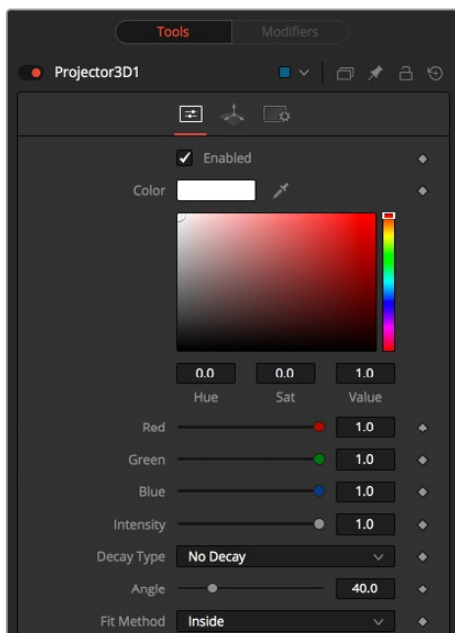 Tools Modifiers
Projector3D1
Enabled
Color
0.0 0.0 1.0
Hue Sat Value
Red 1.0
Green 1.0
Blue 1.0
Intensity 1.0
Decay Type No Decay
Angle 40.0
Fit Method Inside